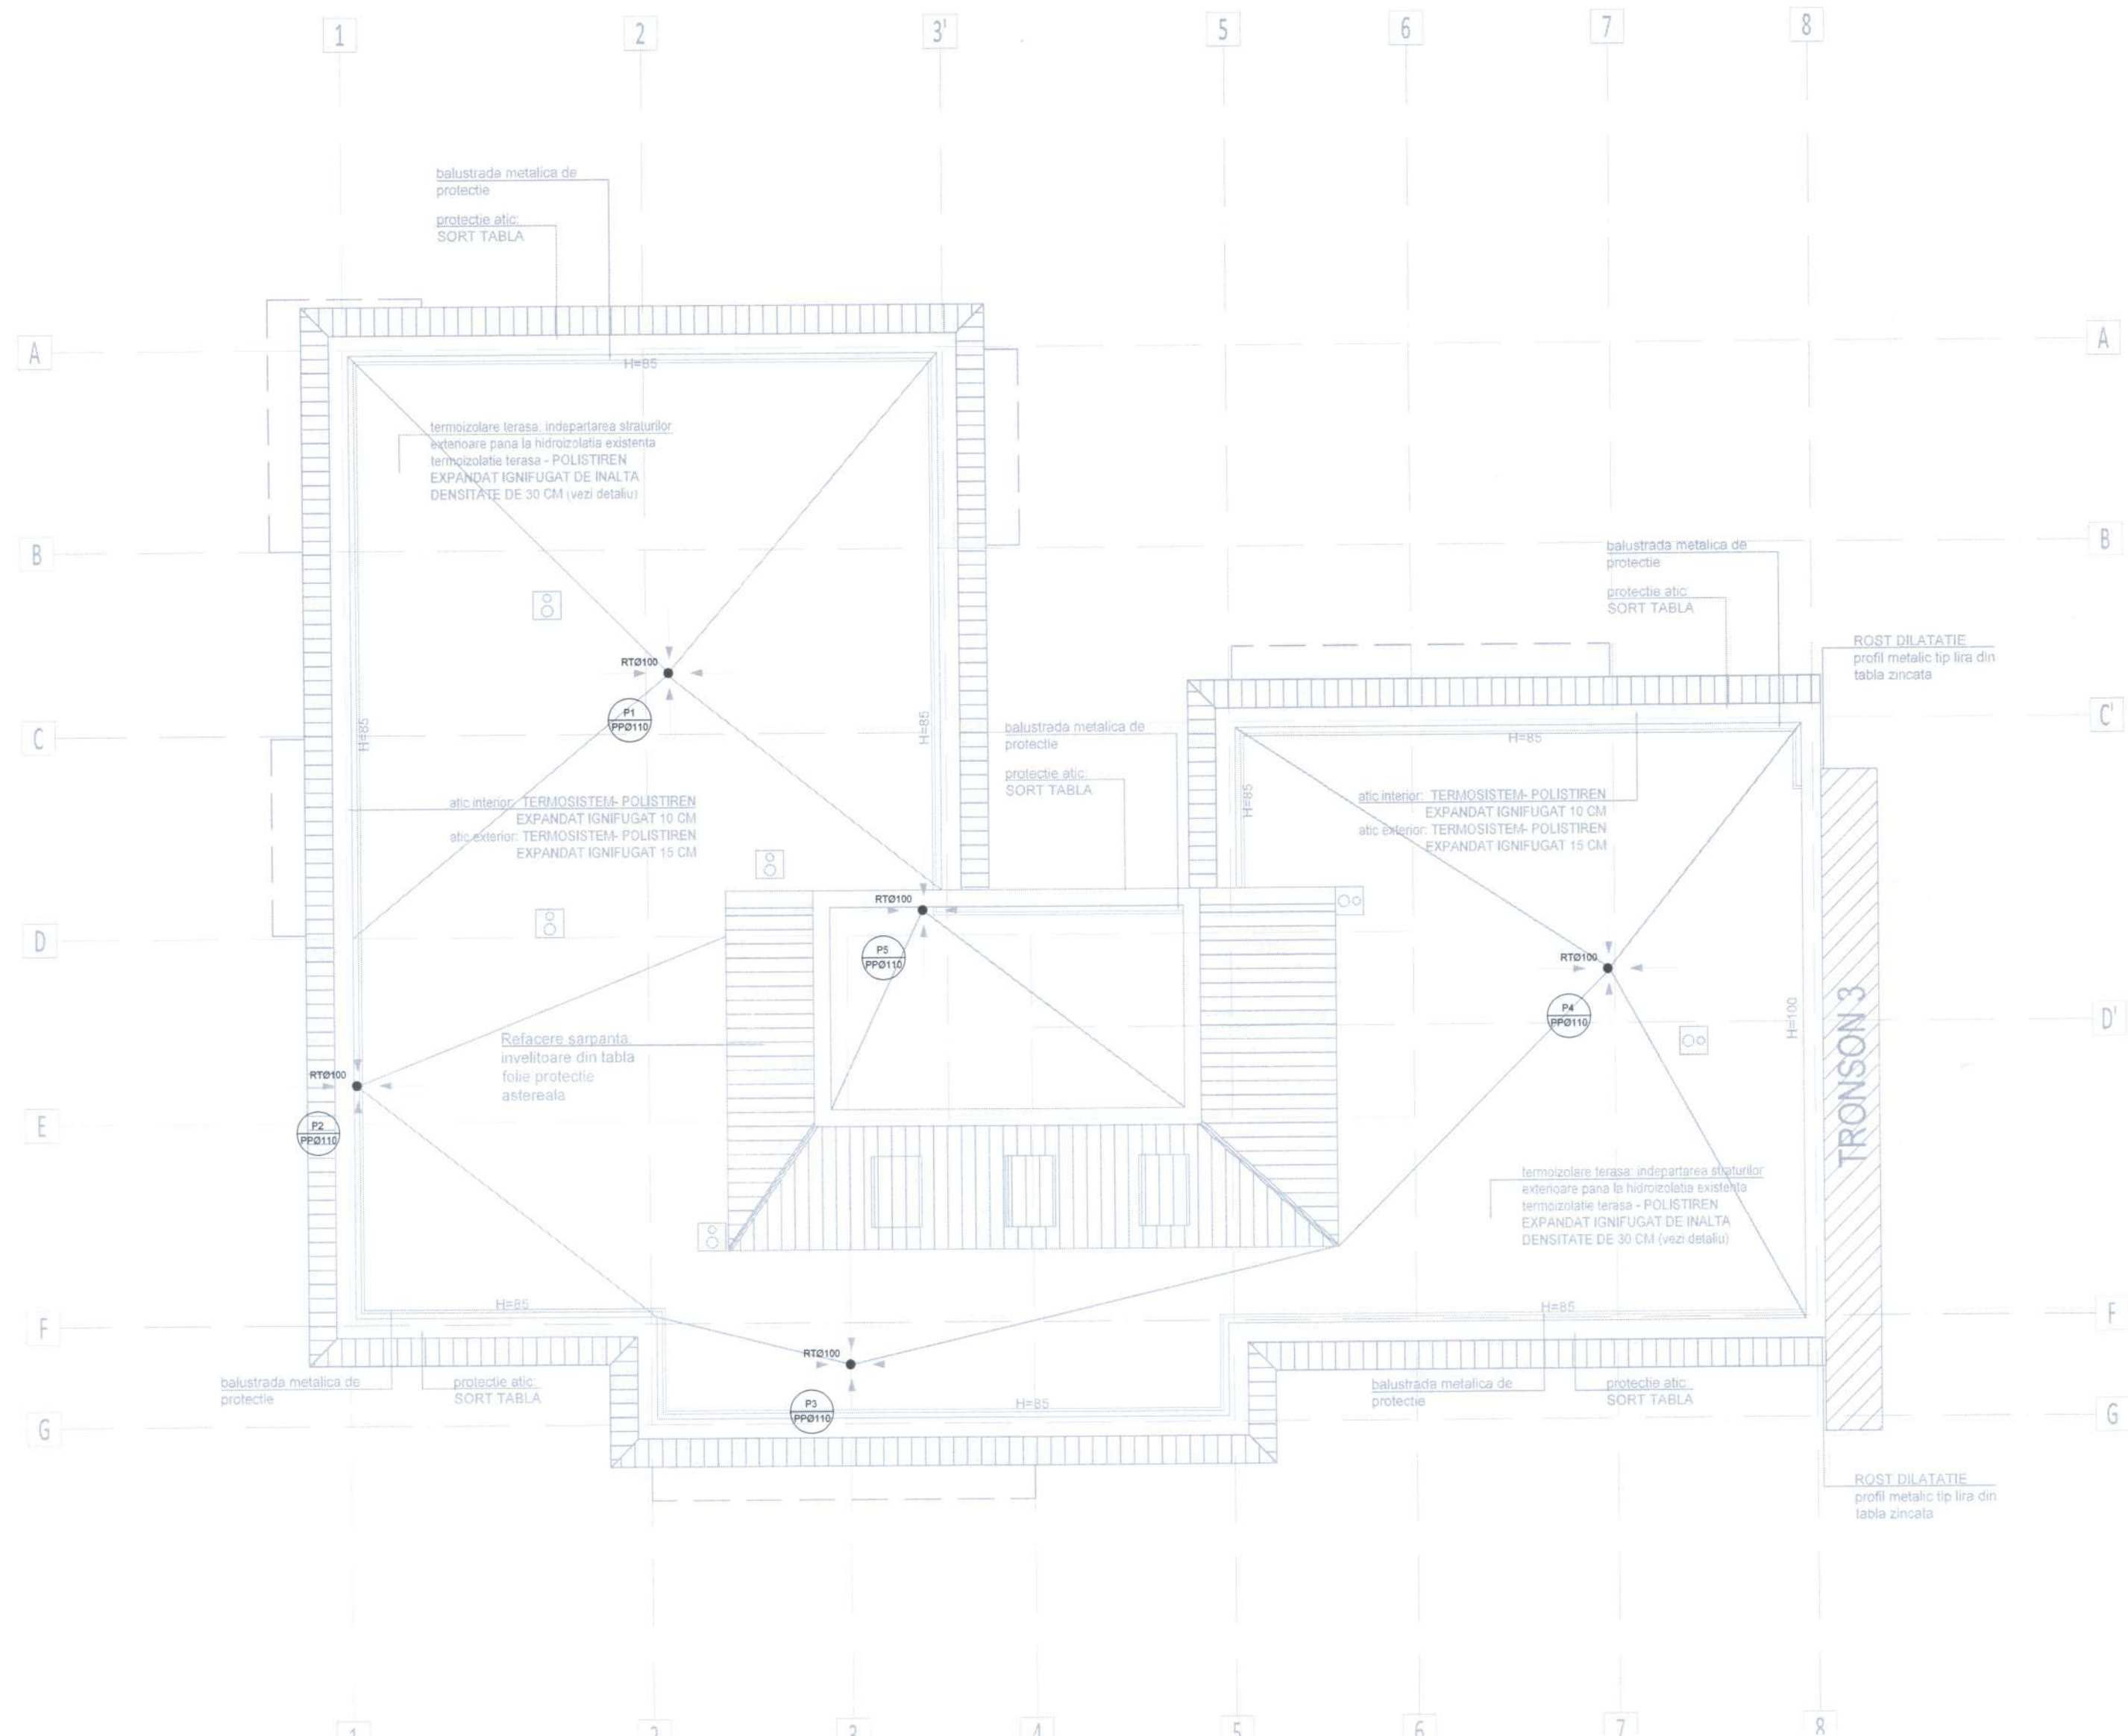 1
2
3'
5
6
7
8
balustrada metalica de
protectie
protectie atic:
SORT TABLA
A
A
H=85
termoizolare terasa: indepartarea straturilor
exterioare pana la hidroizolatia existenta
termoizolatie terasa - POLISTIREN
EXPANDAT IGNIFUGAT DE INALTA
DENSITATE DE 30 CM (vezi detaliu)
B
B
balustrada metalica de
protectie
protectie atic:
SORT TABLA
ROST DILATATIE
profil metalic tip lira din
tabla zincata
RTØ100
P1
PPØ110
C
C'
H=85
H=85
balustrada metalica de
protectie
protectie atic:
SORT TABLA
H=85
H=85
atic interior: TERMOSISTEM- POLISTIREN
EXPANDAT IGNIFUGAT 10 CM
atic exterior: TERMOSISTEM- POLISTIREN
EXPANDAT IGNIFUGAT 15 CM
atic interior: TERMOSISTEM- POLISTIREN
EXPANDAT IGNIFUGAT 10 CM
atic exterior: TERMOSISTEM- POLISTIREN
EXPANDAT IGNIFUGAT 15 CM
RTØ100
P5
PPØ110
D
RTØ100
P4
PPØ110
H=100
D'
TRONSON 3
Refacere sarpanta:
invelitoare din tabla
folie protectie
astereala
RTØ100
P2
PPØ110
E
termoizolare terasa: indepartarea straturilor
exterioare pana la hidroizolatia existenta
termoizolatie terasa - POLISTIREN
EXPANDAT IGNIFUGAT DE INALTA
DENSITATE DE 30 CM (vezi detaliu)
H=85
H=85
F
F
RTØ100
P3
PPØ110
H=85
balustrada metalica de
protectie
protectie atic:
SORT TABLA
balustrada metalica de
protectie
protectie atic:
SORT TABLA
G
G
ROST DILATATIE
profil metalic tip lira din
tabla zincata
1
2
3
4
5
6
7
8